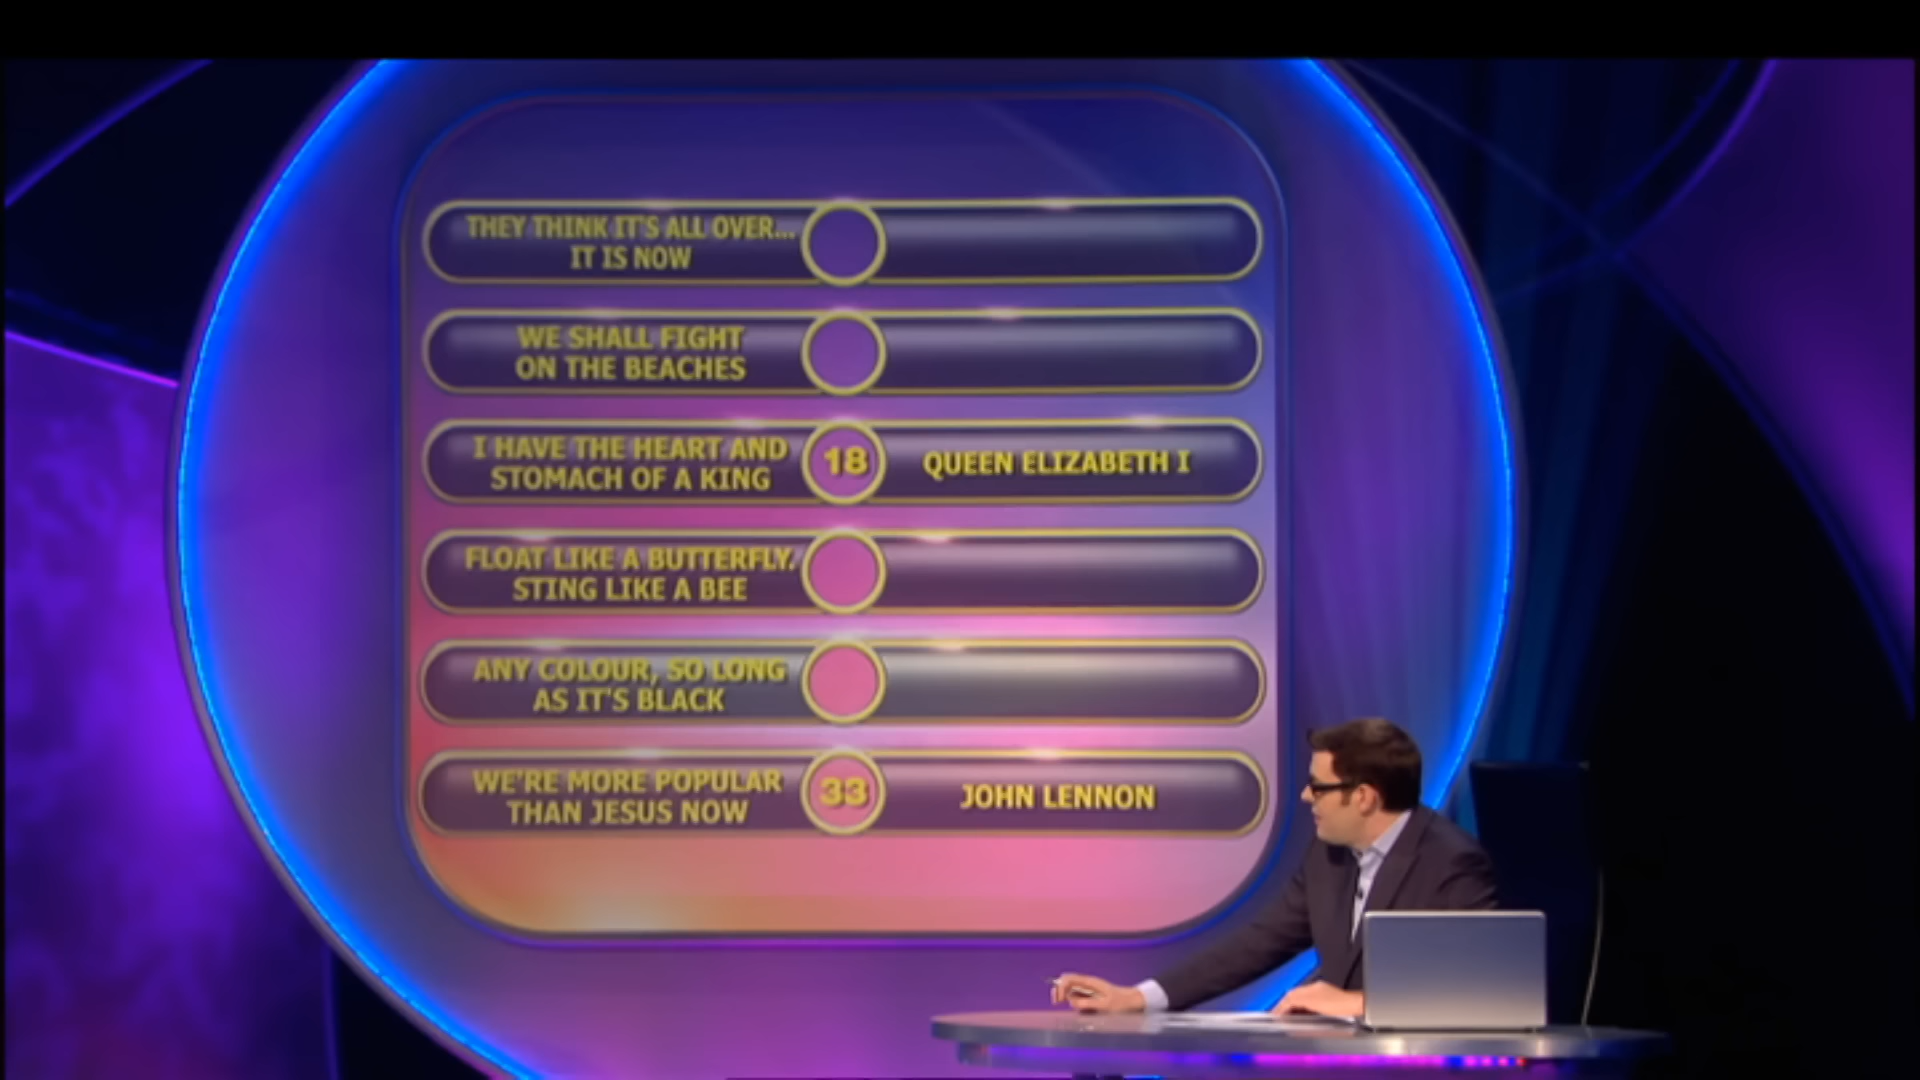 THEY THINK IT'S ALL OVER...
IT IS NOW
WE SHALL FIGHT
ON THE BEACHES
I HAVE THE HEART AND
STOMACH OF A KING
18
QUEEN ELIZABETH I
FLOAT LIKE A BUTTERFLY,
STING LIKE A BEE
ANY COLOUR, SO LONG
AS IT'S BLACK
WE'RE MORE POPULAR
THAN JESUS NOW
33
JOHN LENNON